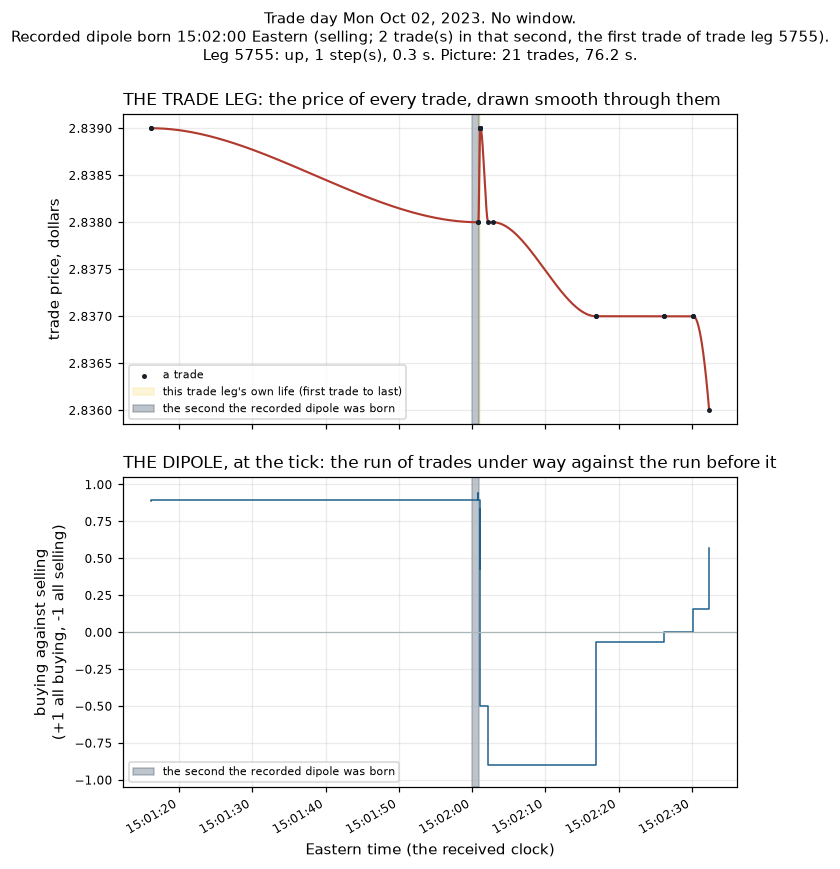 Trade day Mon Oct 02, 2023. No window.
Recorded dipole born 15:02:00 Eastern (selling; 2 trade(s) in that second, the first trade of trade leg 5755).
Leg 5755: up, 1 step(s), 0.3 s. Picture: 21 trades, 76.2 s.
THE TRADE LEG: the price of every trade, drawn smooth through them
trade price, dollars
2.8390
2.8385
2.8380
2.8375
2.8370
2.8365
2.8360
a trade
this trade leg's own life (first trade to last)
the second the recorded dipole was born
THE DIPOLE, at the tick: the run of trades under way against the run before it
buying against selling
(+1 all buying, -1 all selling)
1.00
0.75
0.50
0.25
0.00
−0.25
−0.50
−0.75
−1.00
the second the recorded dipole was born
15:01:20
15:01:30
15:01:40
15:01:50
15:02:00
15:02:10
15:02:20
15:02:30
Eastern time (the received clock)